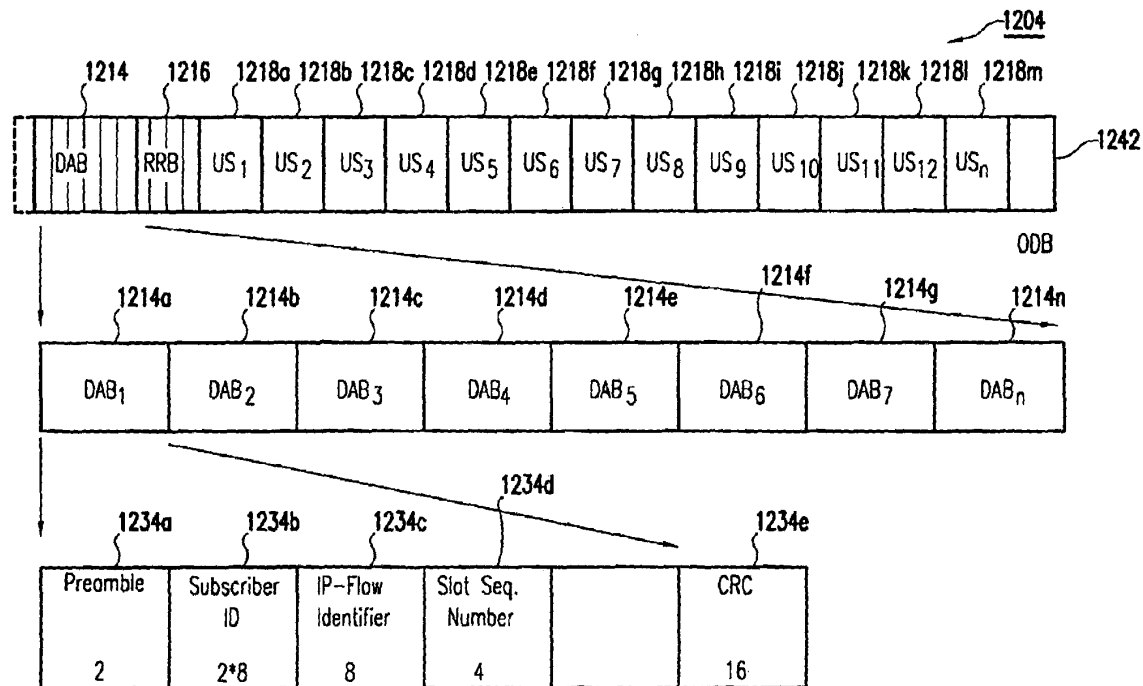 1204
1214 1216 1218a 1218b 1218c 1218d 1218e 1218f 1218g 1218h 1218i 1218j 1218k 1218l 1218m
DAB RRB US1 US2 US3 US4 US5 US6 US7 US8 US9 US10 US11 US12 USn 1242
ODB
1214a 1214b 1214c 1214d 1214e 1214f 1214g 1214n
DAB1 DAB2 DAB3 DAB4 DAB5 DAB6 DAB7 DABn
1234a 1234b 1234c 1234d 1234e
Preamble Subscriber IP-Flow Slot Seq. CRC
ID Identifier Number
2 2*8 8 4 16